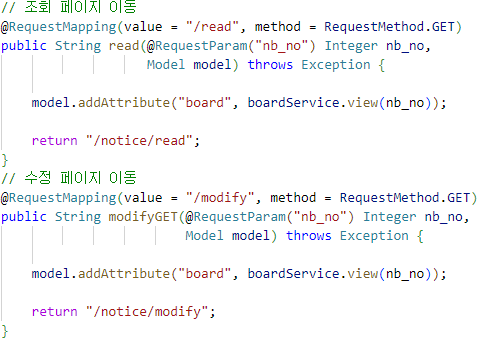 // 조회 페이지 이동
@RequestMapping(value = "/read", method = RequestMethod.GET)
public String read(@RequestParam("nb_no") Integer nb_no,
Model model) throws Exception {
model.addAttribute("board", boardService.view(nb_no));
return "/notice/read";
}
// 수정 페이지 이동
@RequestMapping(value = "/modify", method = RequestMethod.GET)
public String modifyGET(@RequestParam("nb_no") Integer nb_no,
Model model) throws Exception {
model.addAttribute("board", boardService.view(nb_no));
return "/notice/modify";
}